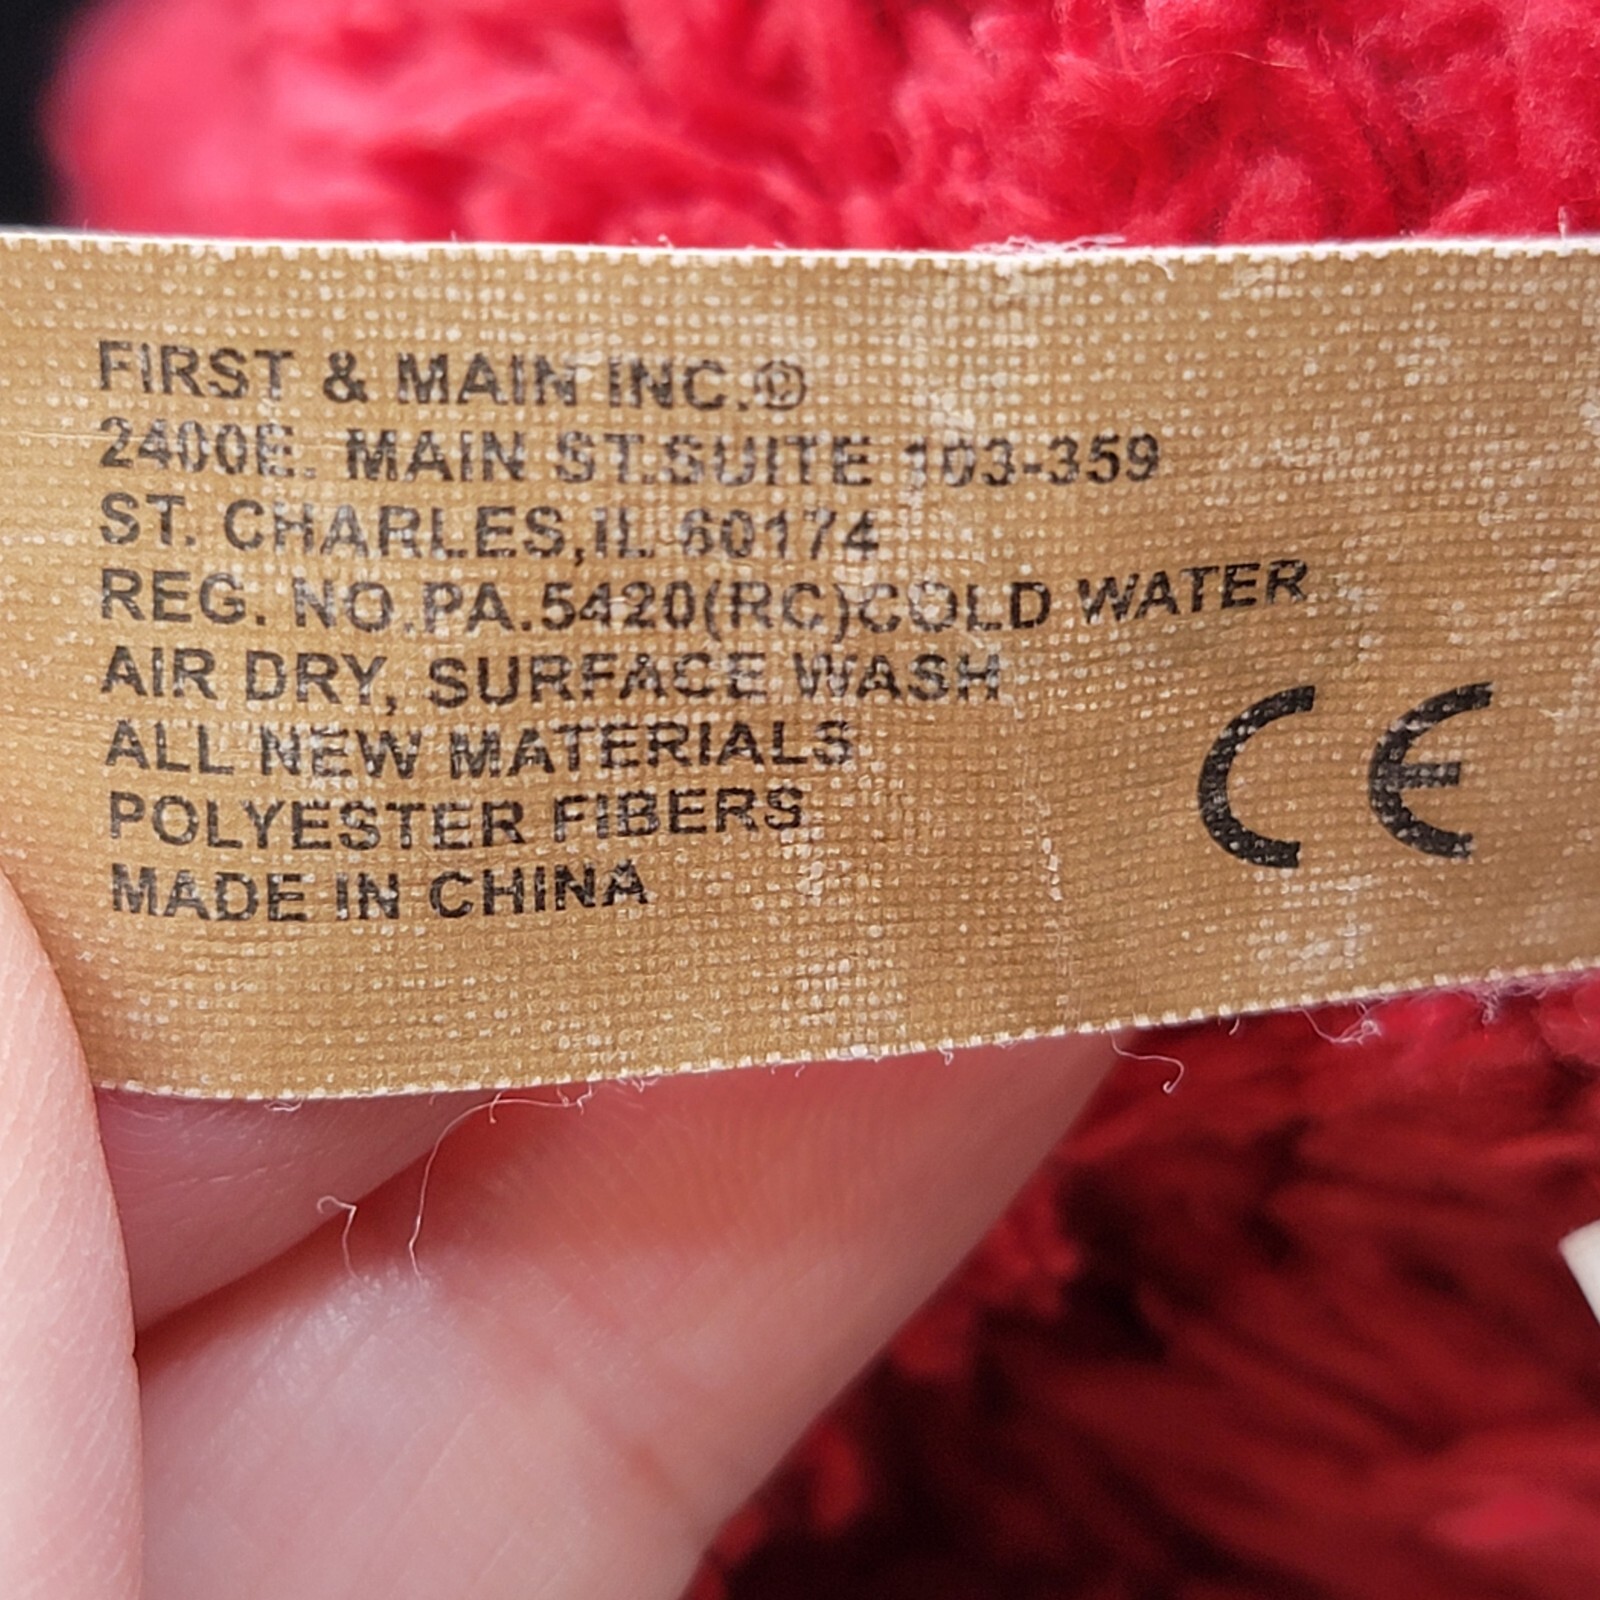 FIRST & MAIN INC.©
2400E. MAIN ST.SUITE 103-359
ST. CHARLES,IL 60174
REG. NO.PA.5420(RC)COLD WATER
AIR DRY, SURFACE WASH
ALL NEW MATERIALS
POLYESTER FIBERS
MADE IN CHINA
CE